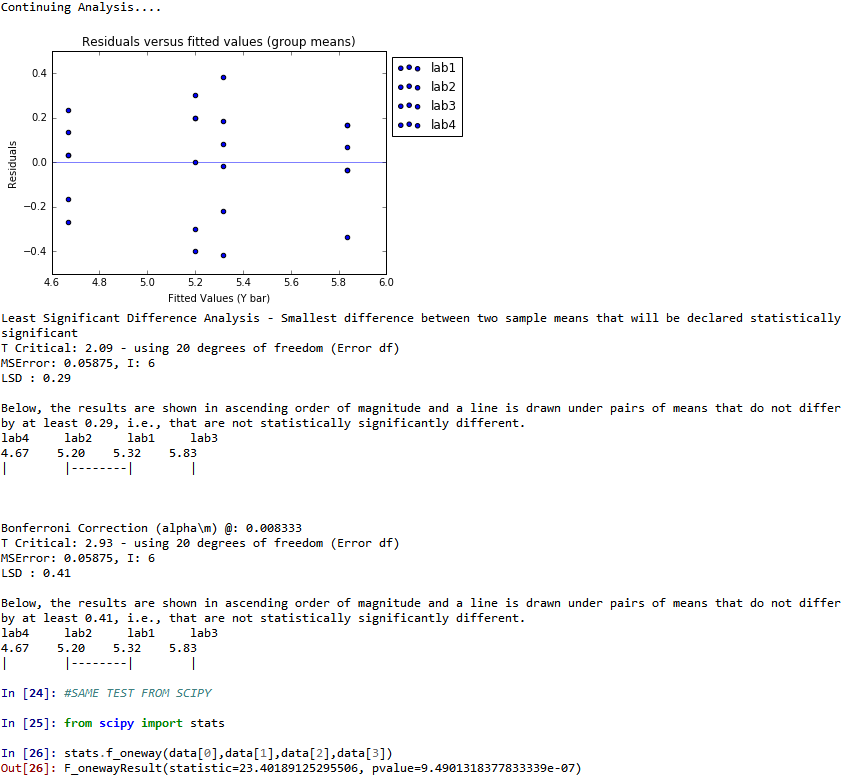 Continuing Analysis....
Residuals versus fitted values (group means)
lab1
lab2
lab3
lab4
0.4
0.2
0.0
−0.2
−0.4
Residuals
4.6 4.8 5.0 5.2 5.4 5.6 5.8 6.0
Fitted Values (Y bar)
Least Significant Difference Analysis - Smallest difference between two sample means that will be declared statistically
significant
T Critical: 2.09 - using 20 degrees of freedom (Error df)
MSError: 0.05875, I: 6
LSD : 0.29
Below, the results are shown in ascending order of magnitude and a line is drawn under pairs of means that do not differ
by at least 0.29, i.e., that are not statistically significantly different.
lab4 lab2 lab1 lab3
4.67 5.20 5.32 5.83
| |--------| |
Bonferroni Correction (alpha\m) @: 0.008333
T Critical: 2.93 - using 20 degrees of freedom (Error df)
MSError: 0.05875, I: 6
LSD : 0.41
Below, the results are shown in ascending order of magnitude and a line is drawn under pairs of means that do not differ
by at least 0.41, i.e., that are not statistically significantly different.
lab4 lab2 lab1 lab3
4.67 5.20 5.32 5.83
| |--------| |
In [24]: #SAME TEST FROM SCIPY
In [25]: from scipy import stats
In [26]: stats.f_oneway(data[0],data[1],data[2],data[3])
Out[26]: F_onewayResult(statistic=23.40189125295506, pvalue=9.4901318377833339e-07)